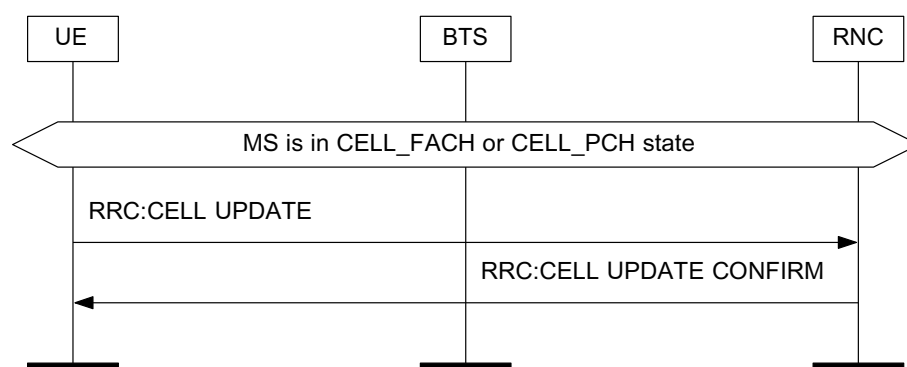 UE BTS RNC
MS is in CELL_FACH or CELL_PCH state
RRC:CELL UPDATE
RRC:CELL UPDATE CONFIRM